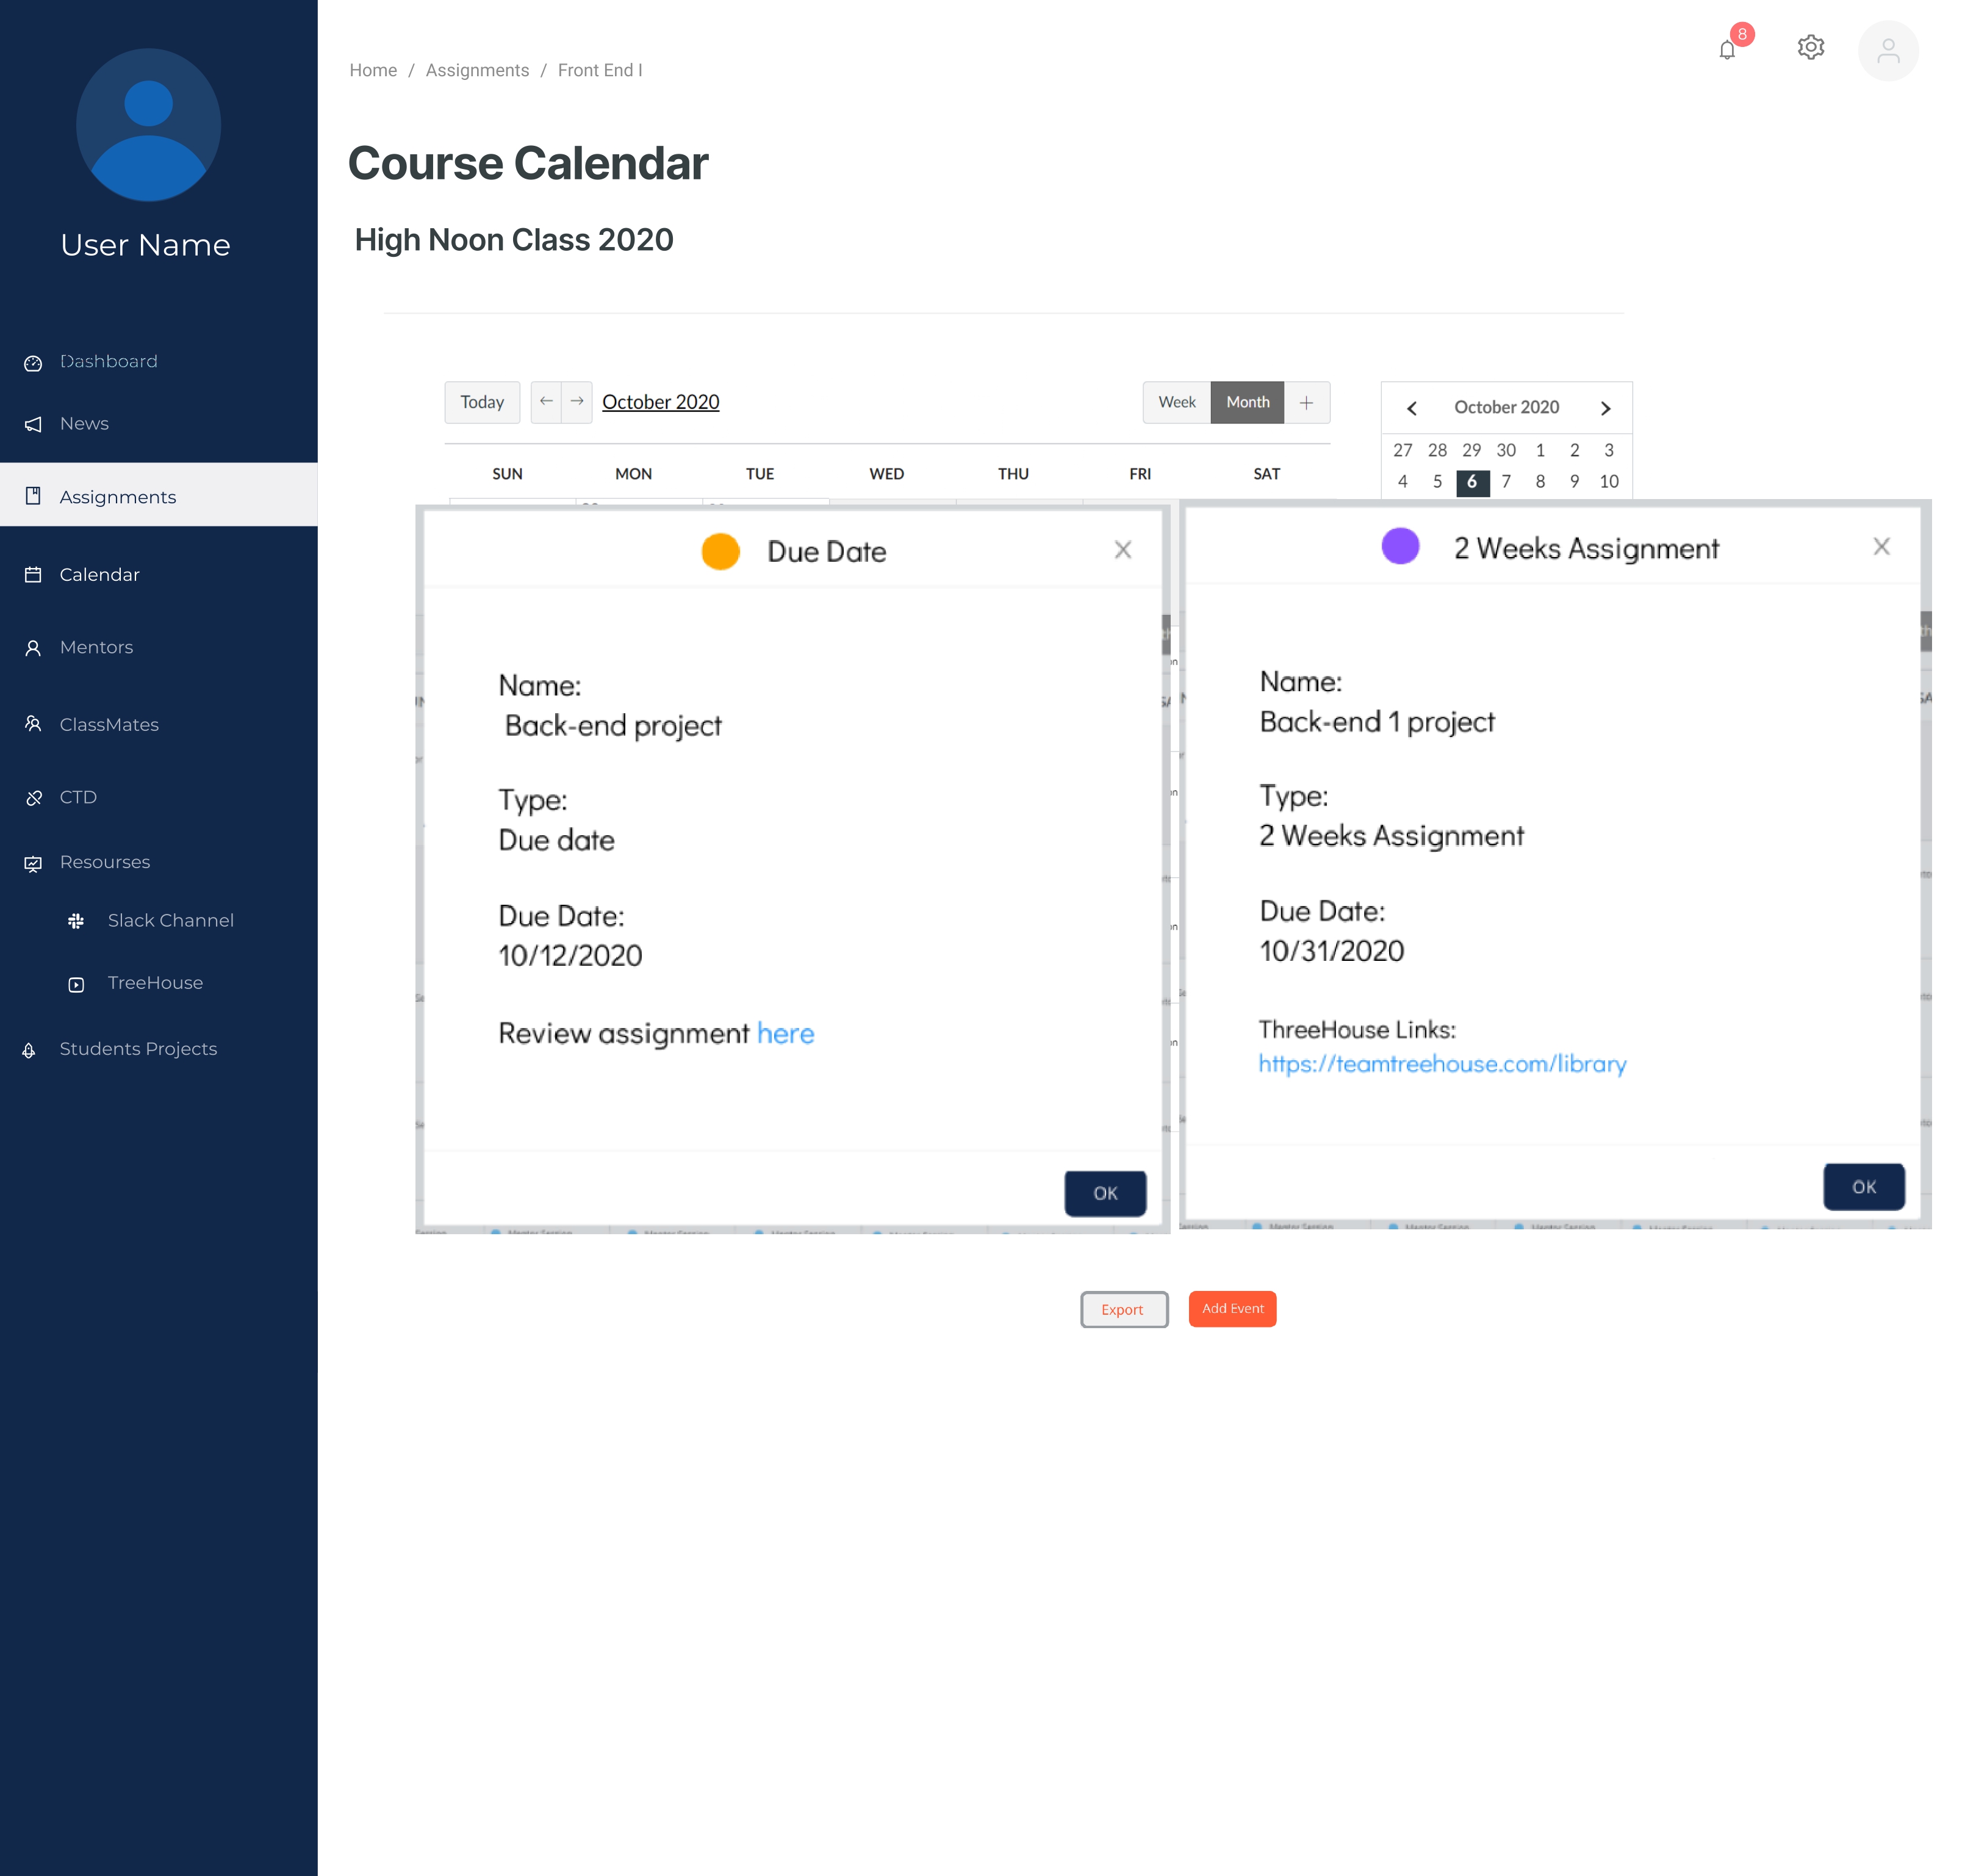 User Name
Dashboard
News
Assignments
Calendar
Mentors
ClassMates
CTD
Resourses
Slack Channel
TreeHouse
Students Projects
8
Home / Assignments / Front End I
Course Calendar
High Noon Class 2020
Today ← → October 2020
Week Month +
SUN MON TUE WED THU FRI SAT
October 2020
27 28 29 30 1 2 3
4 5 6 7 8 9 10
Due Date
Name:
Back-end project
Type:
Due date
Due Date:
10/12/2020
Review assignment here
OK
2 Weeks Assignment
Name:
Back-end 1 project
Type:
2 Weeks Assignment
Due Date:
10/31/2020
ThreeHouse Links:
https://teamtreehouse.com/library
OK
Export
Add Event